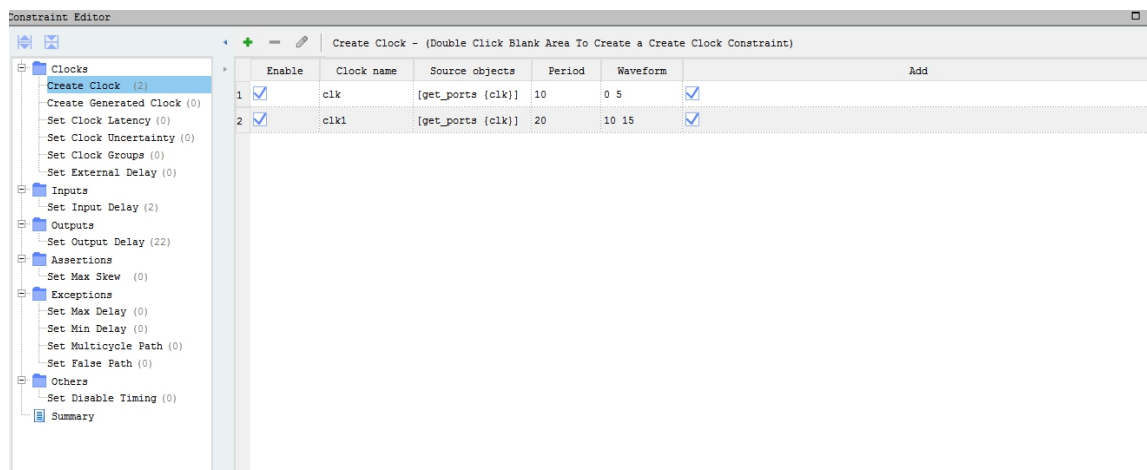 Constraint Editor
Create Clock - (Double Click Blank Area To Create a Create Clock Constraint)
Clocks
Create Clock (2)
Create Generated Clock (0)
Set Clock Latency (0)
Set Clock Uncertainty (0)
Set Clock Groups (0)
Set External Delay (0)
Inputs
Set Input Delay (2)
Outputs
Set Output Delay (22)
Assertions
Set Max Skew (0)
Exceptions
Set Max Delay (0)
Set Min Delay (0)
Set Multicycle Path (0)
Set False Path (0)
Others
Set Disable Timing (0)
Summary
Enable Clock name Source objects Period Waveform Add
1 clk [get_ports {clk}] 10 0 5
2 clk1 [get_ports {clk}] 20 10 15